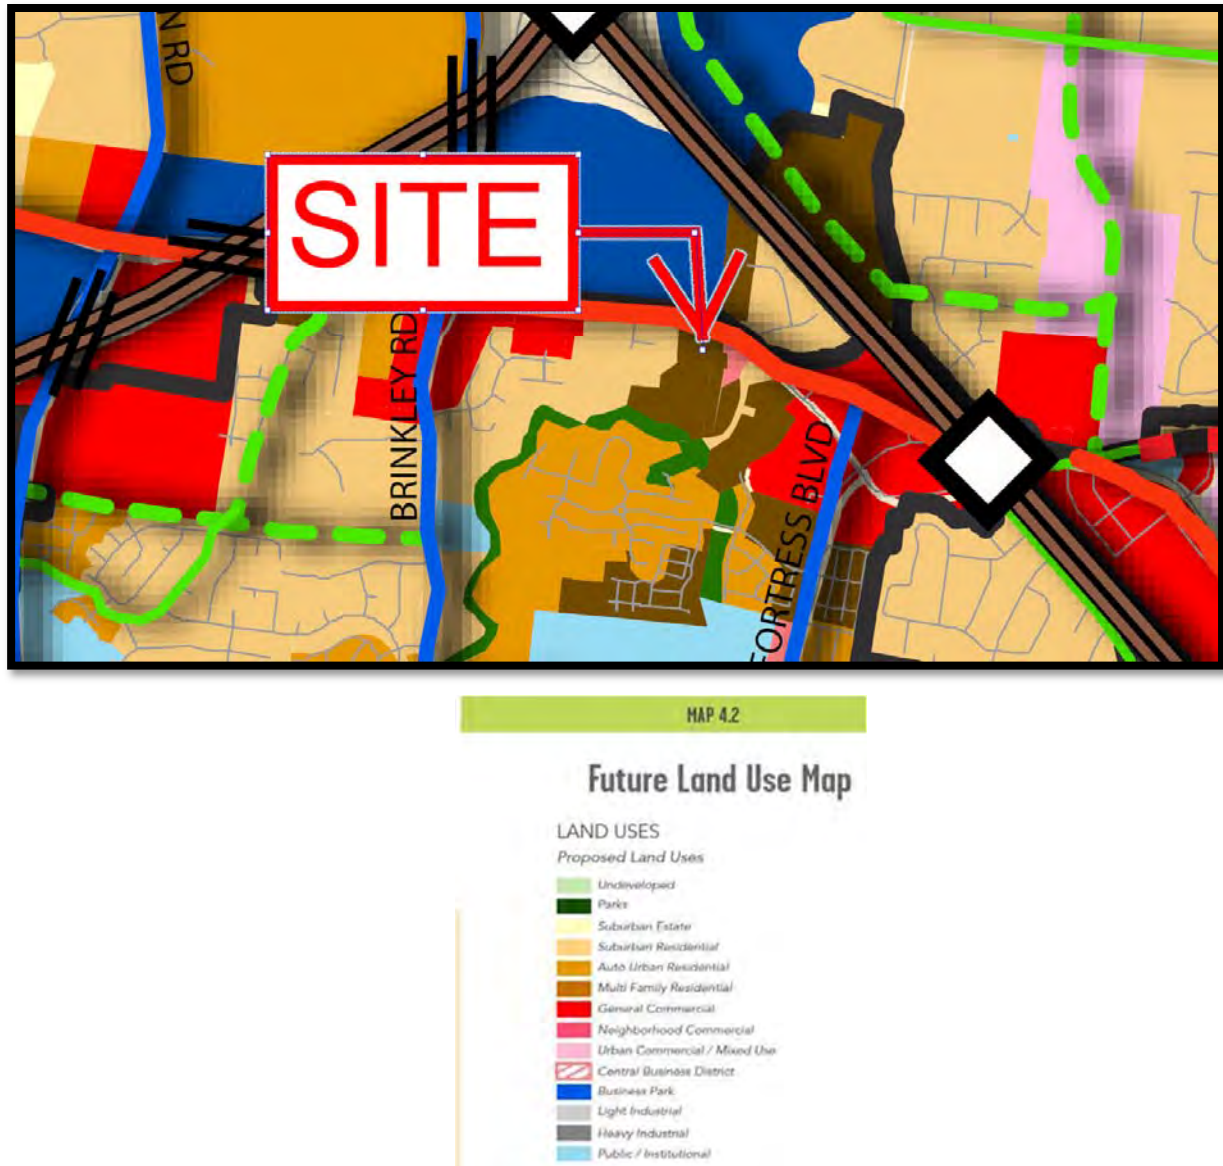 N RD
SITE
BRINKLEY RD
FORTRESS BLVD
MAP 4.2
Future Land Use Map
LAND USES
Proposed Land Uses
Undeveloped
Parks
Suburban Estate
Suburban Residential
Auto Urban Residential
Multi Family Residential
General Commercial
Neighborhood Commercial
Urban Commercial / Mixed Use
Central Business District
Business Park
Light Industrial
Heavy Industrial
Public / Institutional